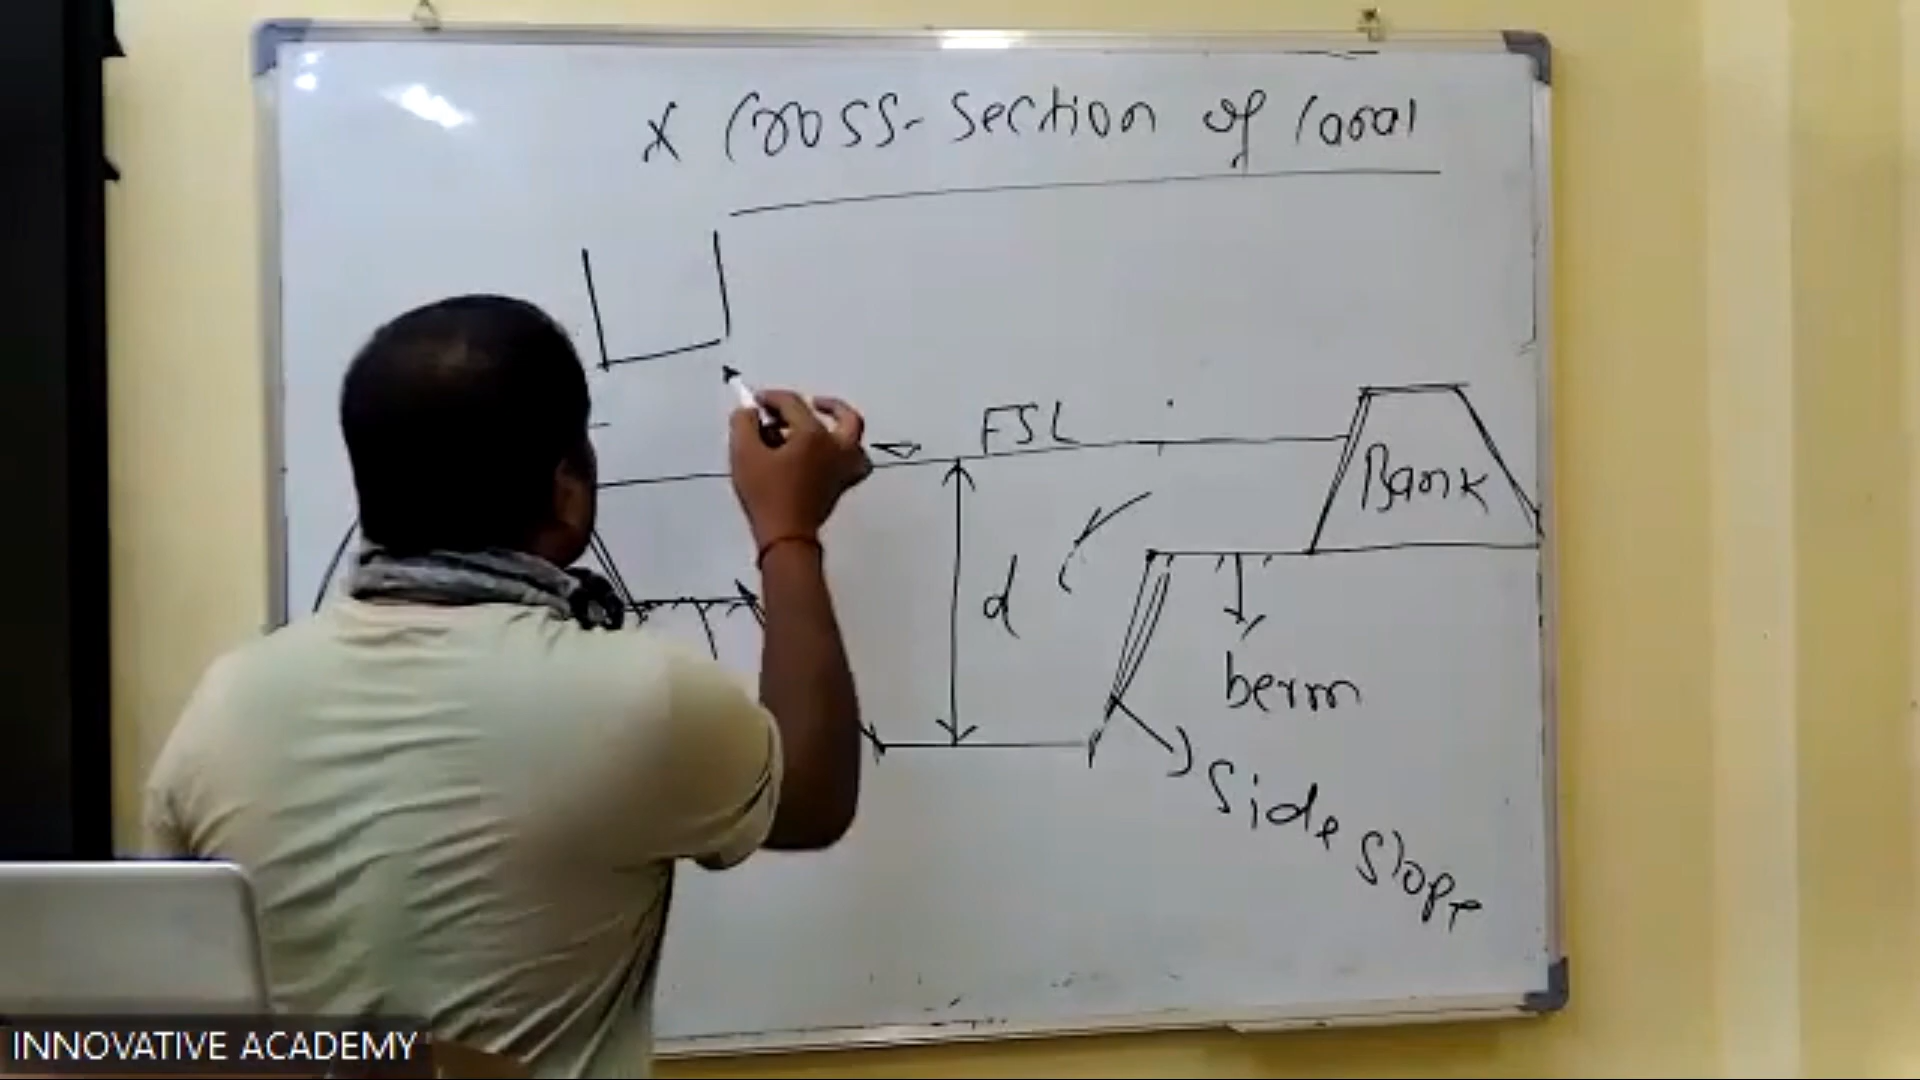 x Cross-section of Canal
FSL
Bank
d
berm
Side slope
INNOVATIVE ACADEMY